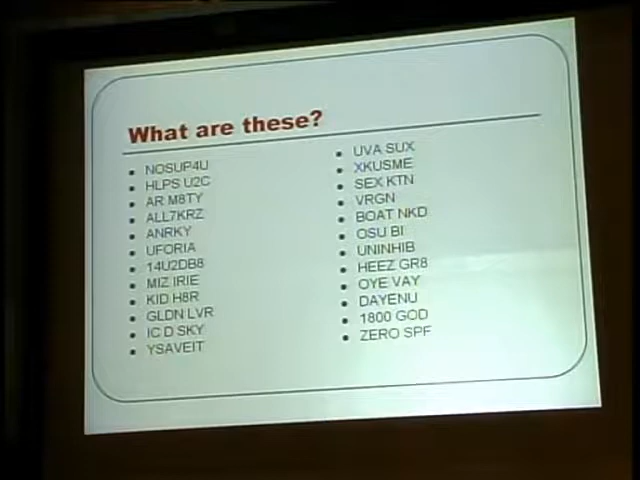 What are these?
NOSUP4U
HLPS U2C
AR M8TY
ALL7KRZ
ANRKY
UFORIA
14U2DB8
MIZ IRIE
KID H8R
GLDN LVR
IC D SKY
YSAVEIT
UVA SUX
XKUSME
SEX KTN
VRGN
BOAT NKD
OSU BI
UNINHIB
HEEZ GR8
OYE VAY
DAYENU
1800 GOD
ZERO SPF